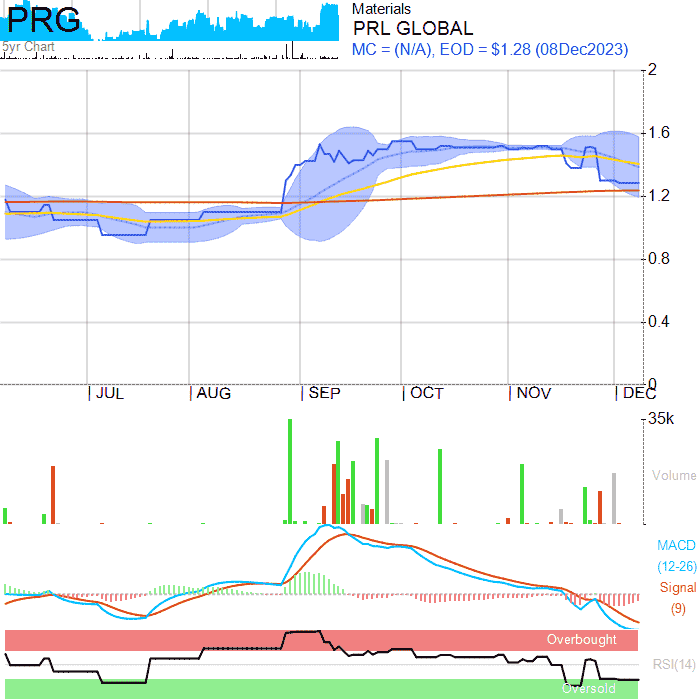 PRG
5yr Chart
Materials
PRL GLOBAL
MC = (N/A), EOD = $1.28 (08Dec2023)
2
1.6
1.2
0.8
0.4
0
JUL AUG SEP OCT NOV DEC
35k
Volume
MACD
(12-26)
Signal
(9)
Overbought
RSI(14)
Oversold